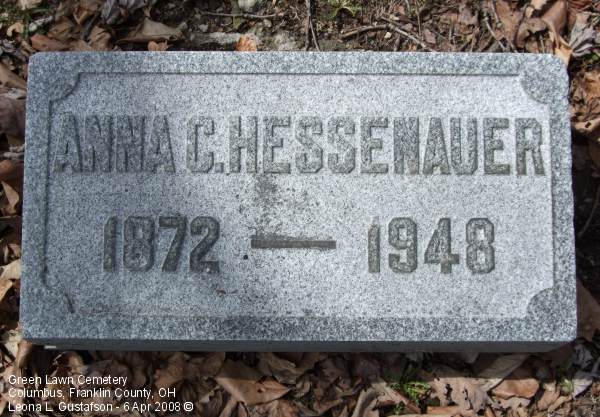 ANNA C. HESSENAUER
1872 — 1948
Green Lawn Cemetery
Columbus, Franklin County, OH
Leona L. Gustafson - 6 Apr 2008 ©